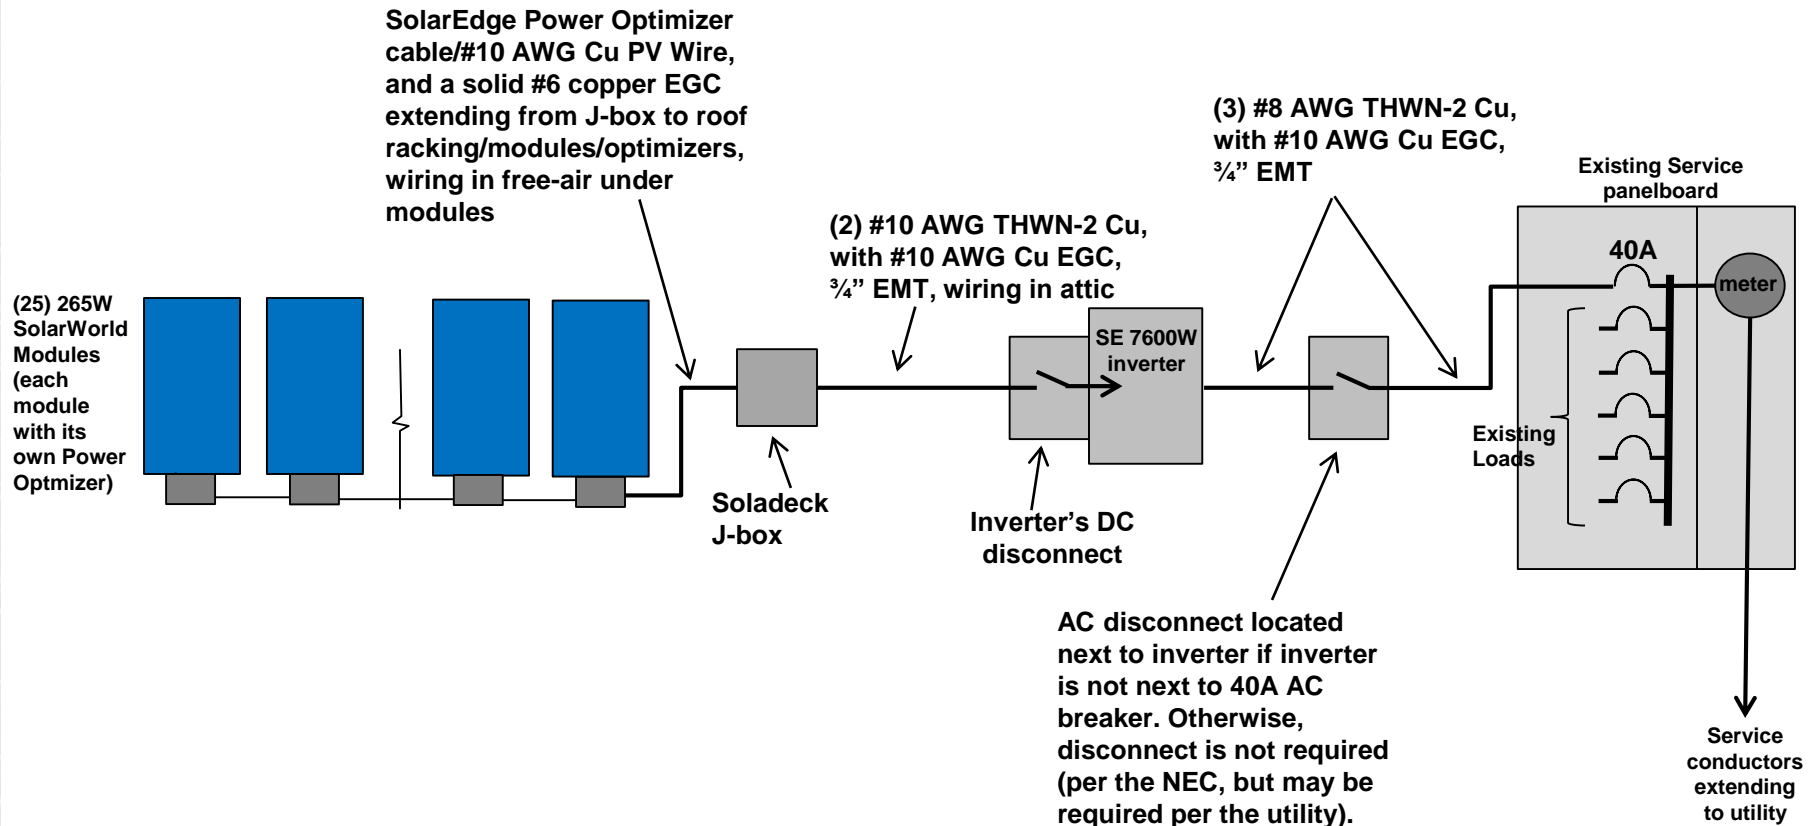 SolarEdge Power Optimizer
cable/#10 AWG Cu PV Wire,
and a solid #6 copper EGC
extending from J-box to roof
racking/modules/optimizers,
wiring in free-air under
modules
(3) #8 AWG THWN-2 Cu,
with #10 AWG Cu EGC,
¾” EMT
Existing Service
panelboard
(2) #10 AWG THWN-2 Cu,
with #10 AWG Cu EGC,
¾” EMT, wiring in attic
40A
meter
(25) 265W
SolarWorld
Modules
(each
module
with its
own Power
Optmizer)
SE 7600W
inverter
Existing
Loads
Soladeck
J-box
Inverter’s DC
disconnect
AC disconnect located
next to inverter if inverter
is not next to 40A AC
breaker. Otherwise,
disconnect is not required
(per the NEC, but may be
required per the utility).
Service
conductors
extending
to utility